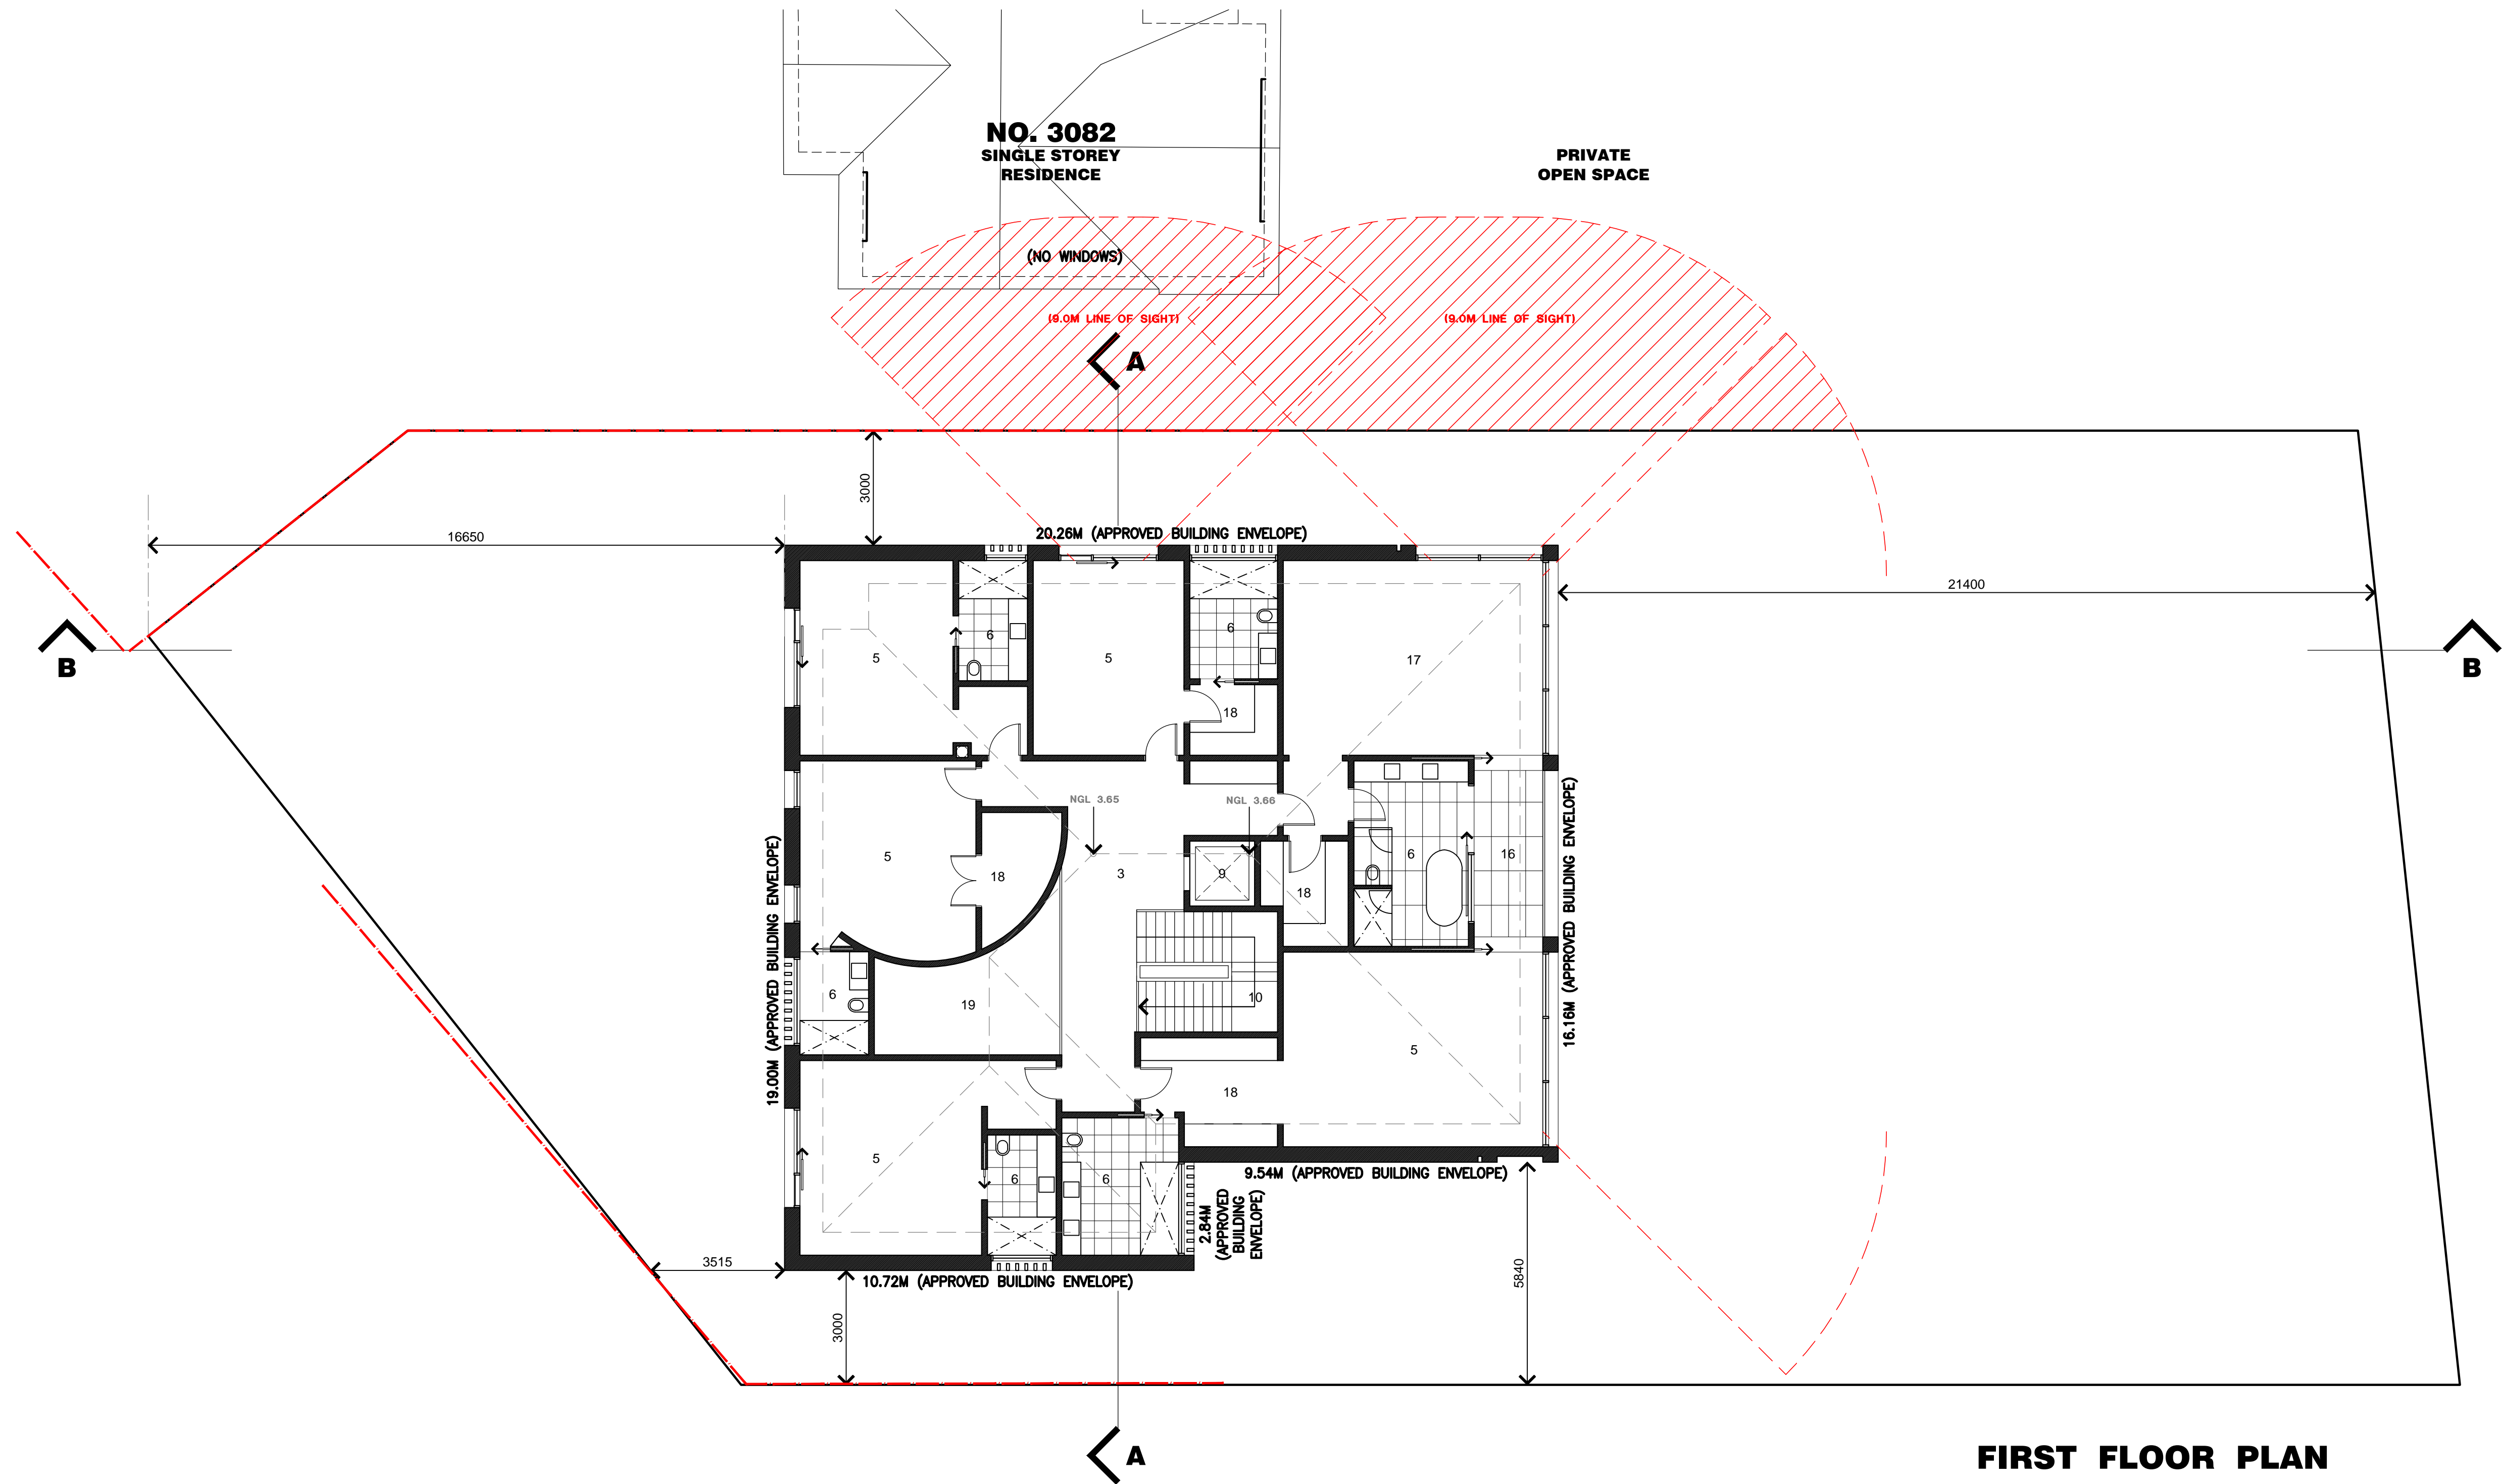 NO. 3082
SINGLE STOREY
RESIDENCE
PRIVATE
OPEN SPACE
(NO WINDOWS)
(9.0M LINE OF SIGHT)
(9.0M LINE OF SIGHT)
A
3000
20.26M (APPROVED BUILDING ENVELOPE)
16650
21400
B
B
5
6
5
6
17
18
NGL 3.65
NGL 3.66
5
18
3
9
18
6
16
19.00M (APPROVED BUILDING ENVELOPE)
16.16M (APPROVED BUILDING ENVELOPE)
6
19
10
5
18
5
6
6
9.54M (APPROVED BUILDING ENVELOPE)
2.84M
(APPROVED
BUILDING
ENVELOPE)
3515
10.72M (APPROVED BUILDING ENVELOPE)
3000
5840
A
FIRST FLOOR PLAN